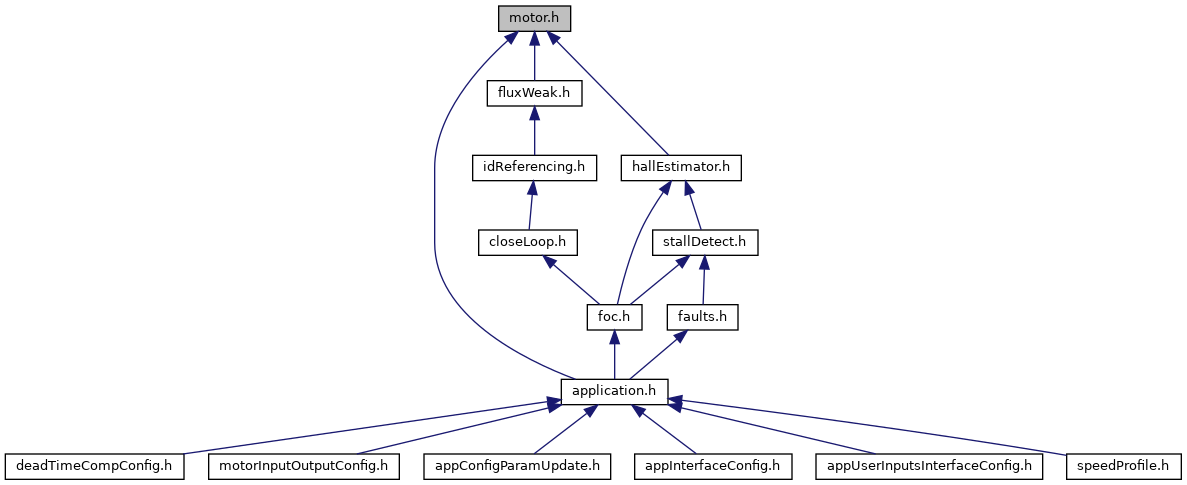 motor.h
fluxWeak.h
idReferencing.h
hallEstimator.h
closeLoop.h
stallDetect.h
foc.h
faults.h
application.h
deadTimeCompConfig.h
motorInputOutputConfig.h
appConfigParamUpdate.h
appInterfaceConfig.h
appUserInputsInterfaceConfig.h
speedProfile.h